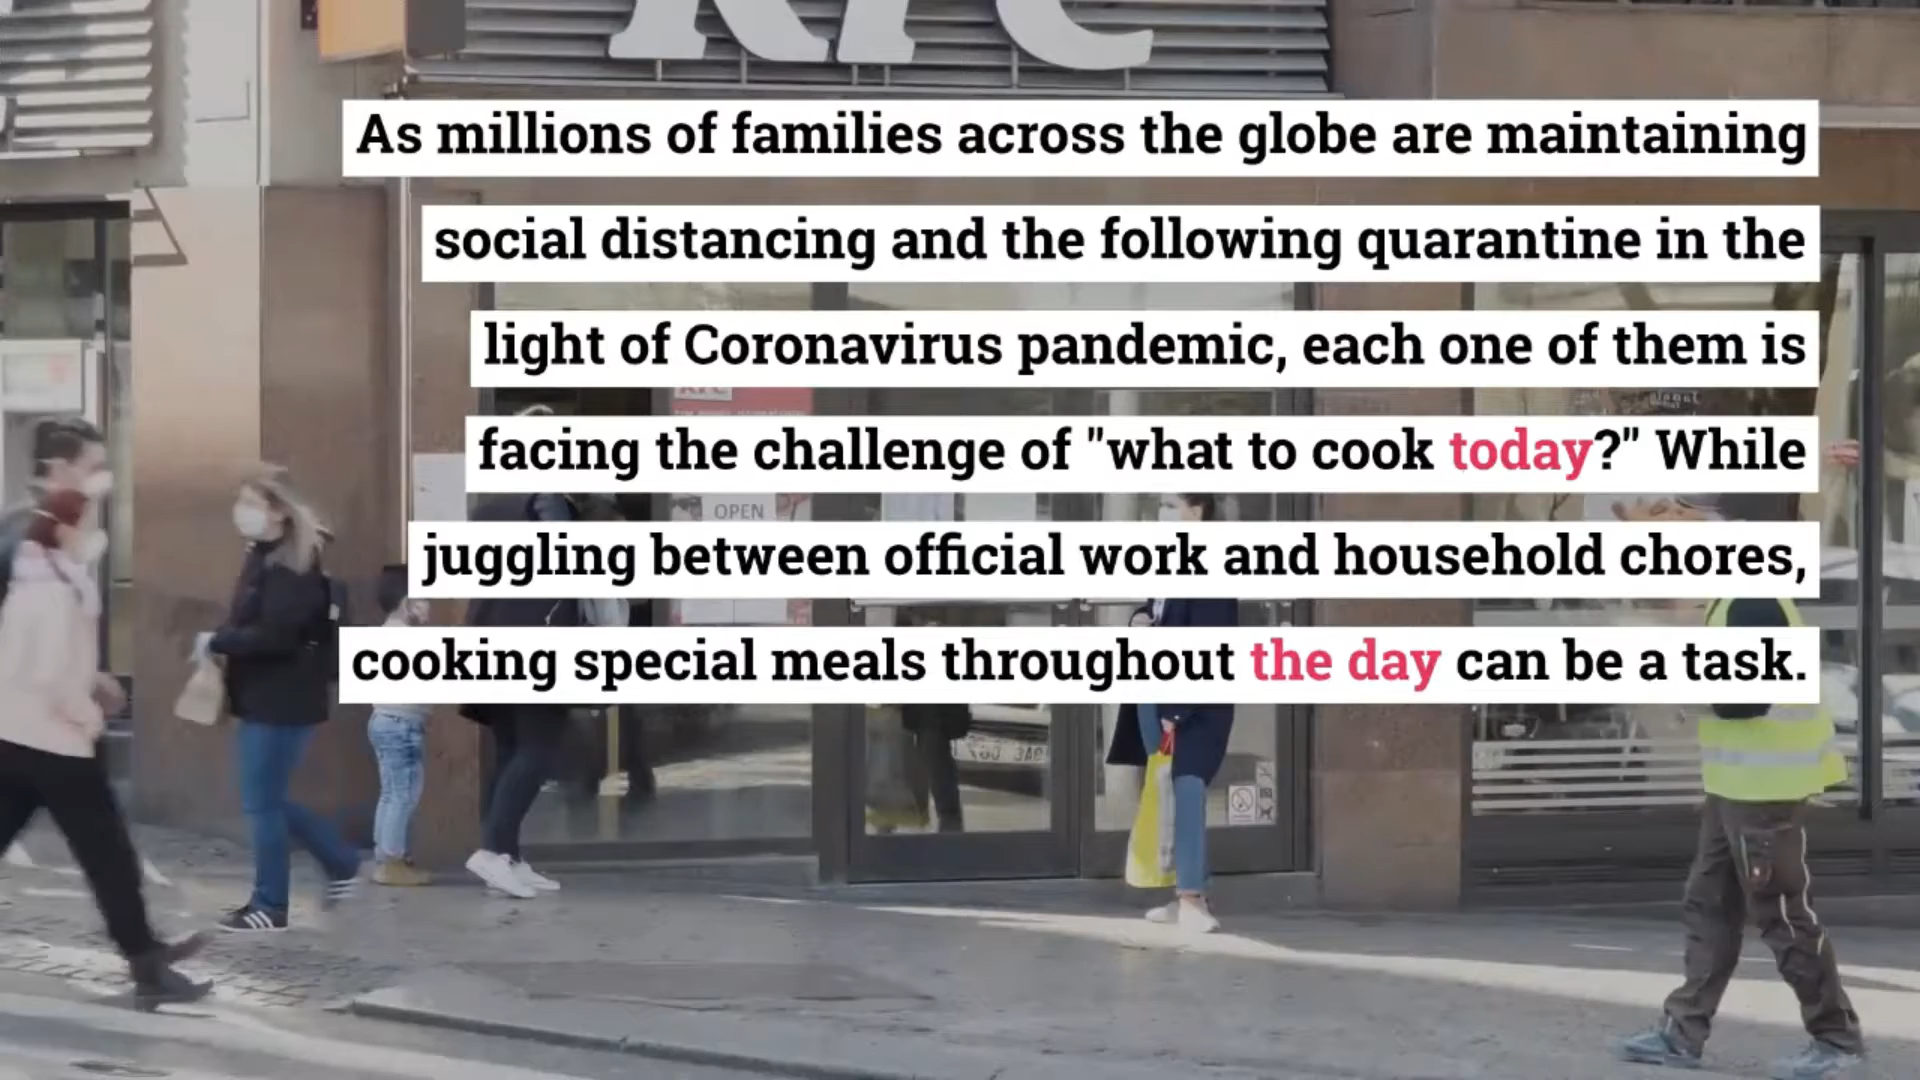 KFC
As millions of families across the globe are maintaining
social distancing and the following quarantine in the
light of Coronavirus pandemic, each one of them is
facing the challenge of "what to cook today?" While
OPEN
juggling between official work and household chores,
cooking special meals throughout the day can be a task.